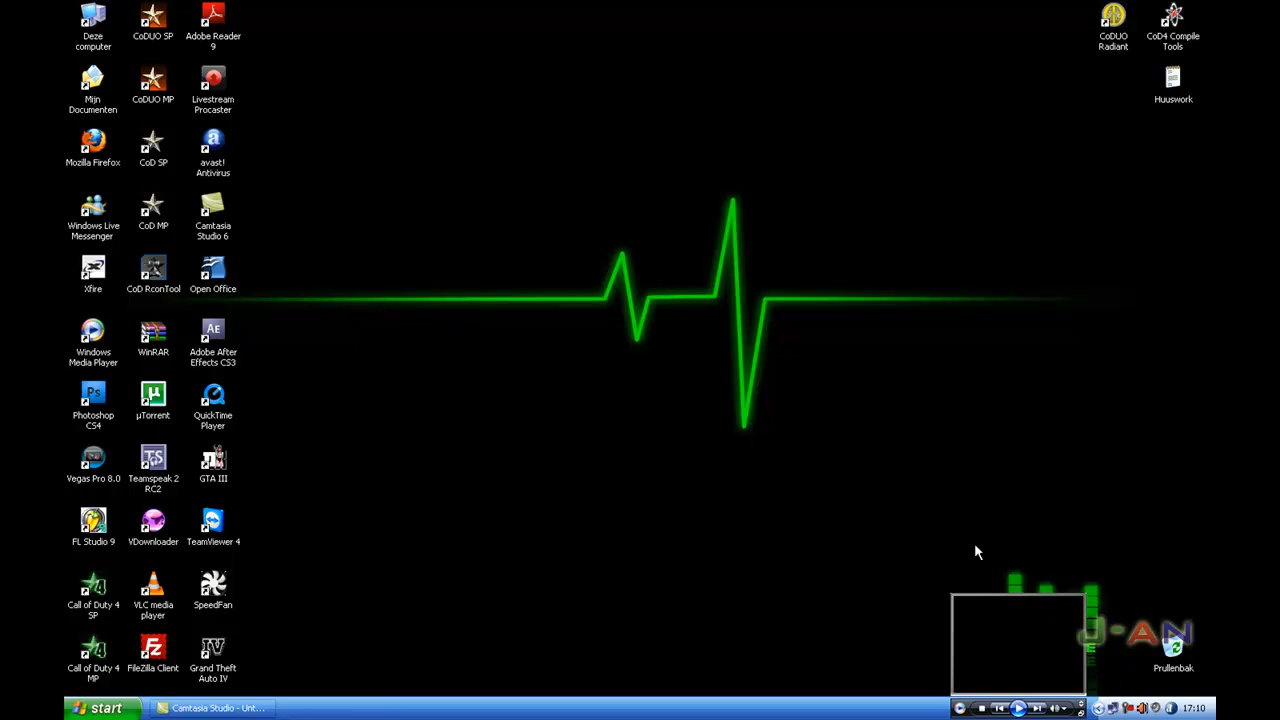 Deze
computer
CoDUO SP
Adobe Reader
9
Mijn
Documenten
CoDUO MP
Livestream
Procaster
Mozilla Firefox
CoD SP
avast!
Antivirus
Windows Live
Messenger
CoD MP
Camtasia
Studio 6
Xfire
CoD RconTool
Open Office
Windows
Media Player
WinRAR
Adobe After
Effects CS3
Photoshop
CS4
µTorrent
QuickTime
Player
Vegas Pro 8.0
Teamspeak 2
RC2
GTA III
FL Studio 9
VDownloader
TeamViewer 4
Call of Duty 4
SP
VLC media
player
SpeedFan
Call of Duty 4
MP
FileZilla Client
Grand Theft
Auto IV
CoDUO
Radiant
CoD4 Compile
Tools
Huuswork
J-AN
Prullenbak
start
Camtasia Studio - Unt...
17:10